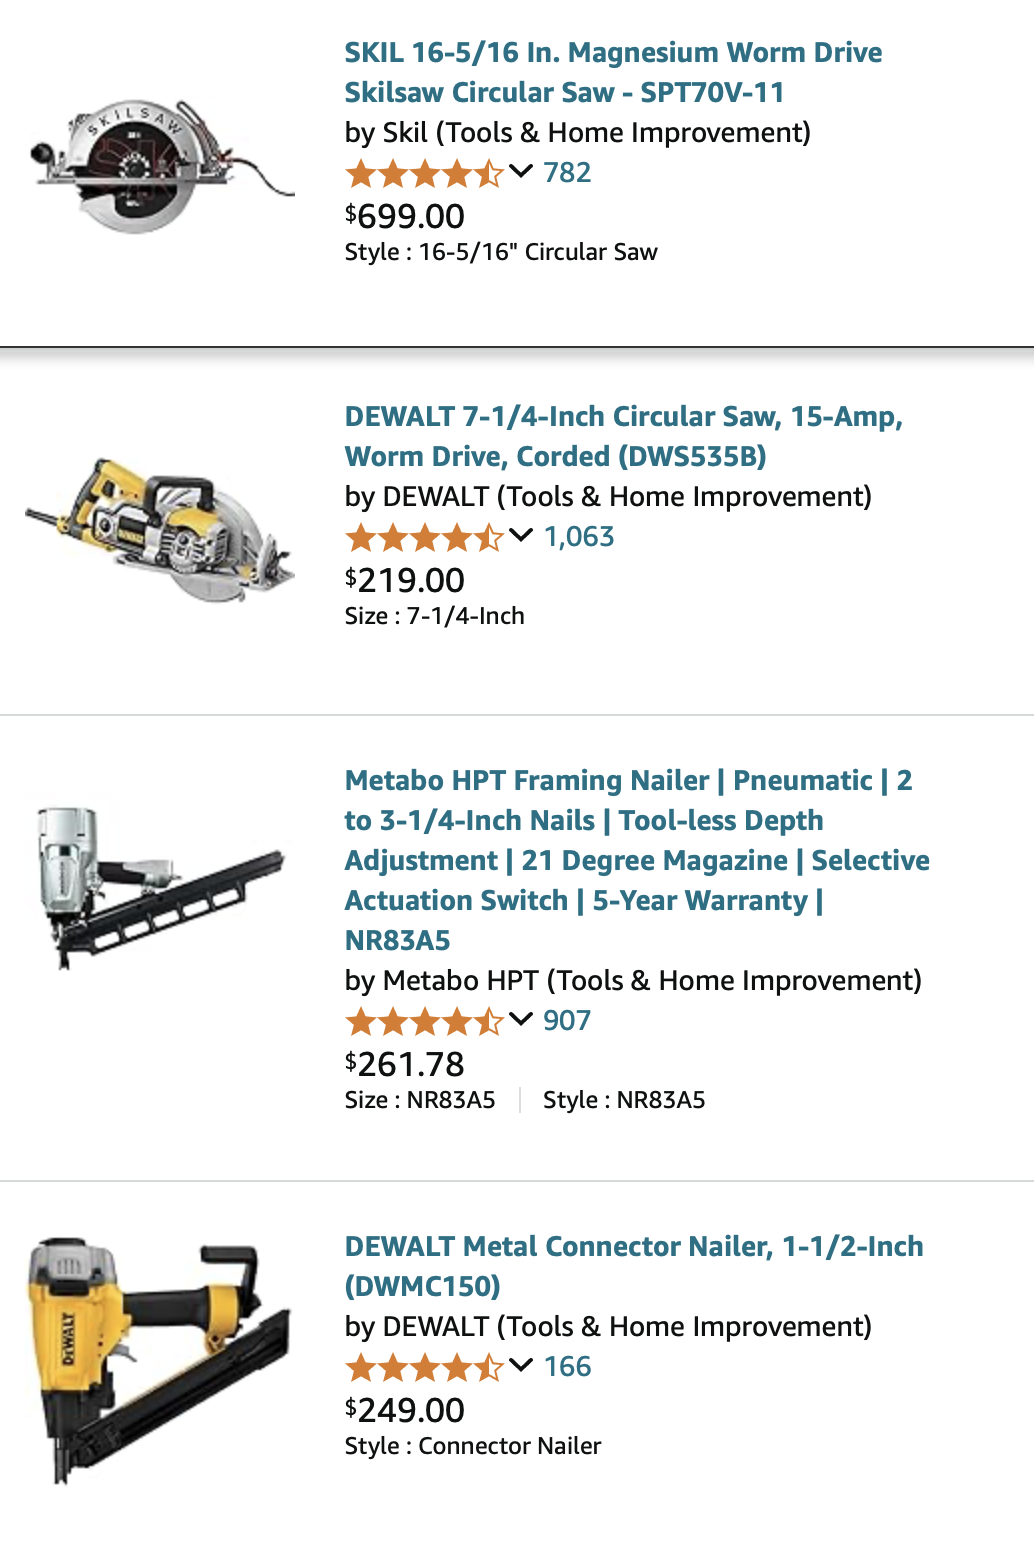 SKILSAW
SKIL 16-5/16 In. Magnesium Worm Drive
Skilsaw Circular Saw - SPT70V-11
by Skil (Tools & Home Improvement)
782
$699.00
Style : 16-5/16" Circular Saw
DEWALT 7-1/4-Inch Circular Saw, 15-Amp,
Worm Drive, Corded (DWS535B)
by DEWALT (Tools & Home Improvement)
1,063
$219.00
Size : 7-1/4-Inch
DEWALT
Metabo HPT Framing Nailer | Pneumatic | 2
to 3-1/4-Inch Nails | Tool-less Depth
Adjustment | 21 Degree Magazine | Selective
Actuation Switch | 5-Year Warranty |
NR83A5
by Metabo HPT (Tools & Home Improvement)
907
$261.78
Size : NR83A5 | Style : NR83A5
DEWALT
DEWALT Metal Connector Nailer, 1-1/2-Inch
(DWMC150)
by DEWALT (Tools & Home Improvement)
166
$249.00
Style : Connector Nailer